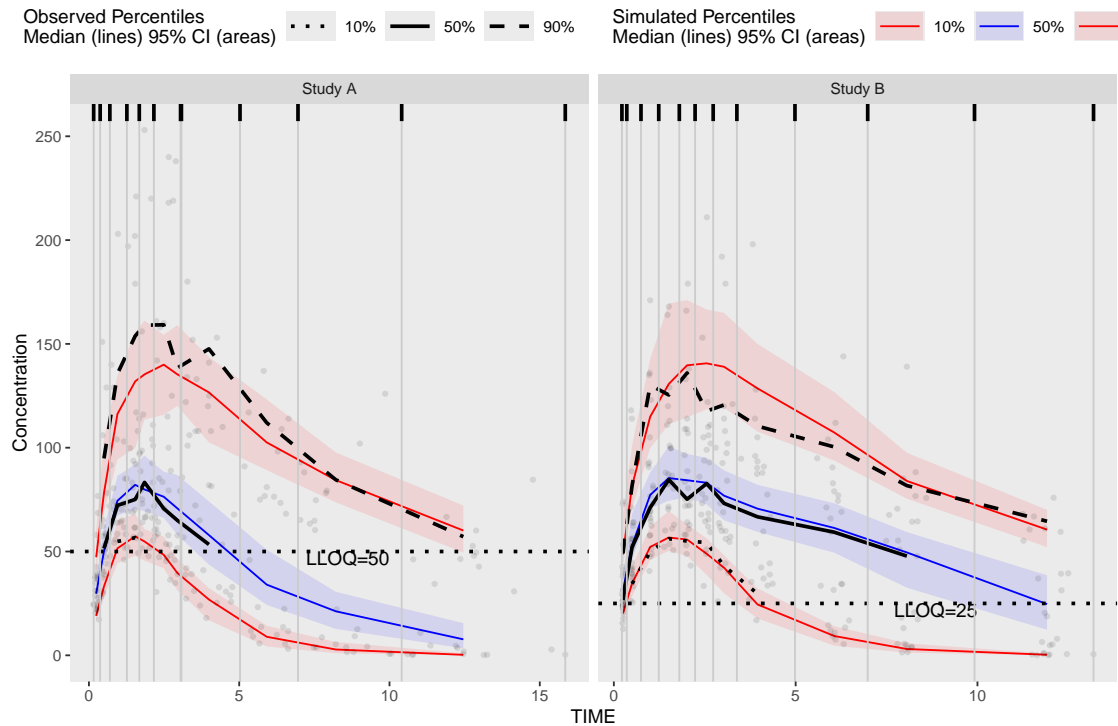 Observed Percentiles
Median (lines) 95% CI (areas)
10%
50%
90%
Simulated Percentiles
Median (lines) 95% CI (areas)
10%
50%
Study A
Study B
Concentration
250
200
150
100
50
0
LLOQ=50
LLOQ=25
0
5
10
15
0
5
10
TIME